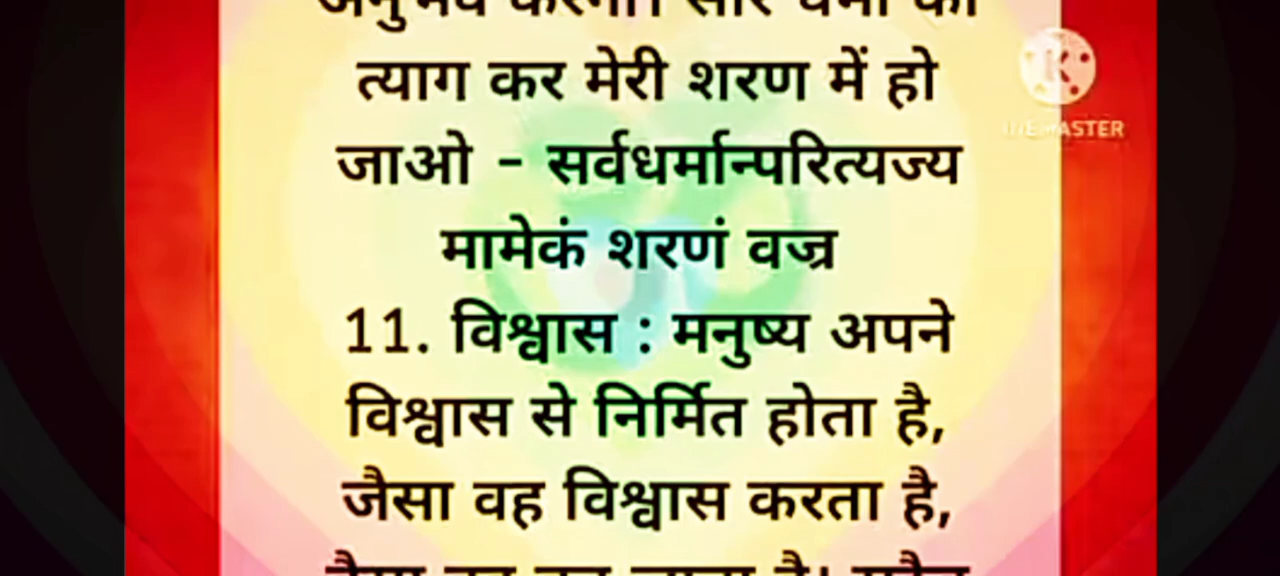 त्याग कर मेरी शरण में हो
जाओ - सर्वधर्मान्परित्यज्य
मामेकं शरणं वज्र
11. विश्वास : मनुष्य अपने
विश्वास से निर्मित होता है,
जैसा वह विश्वास करता है,